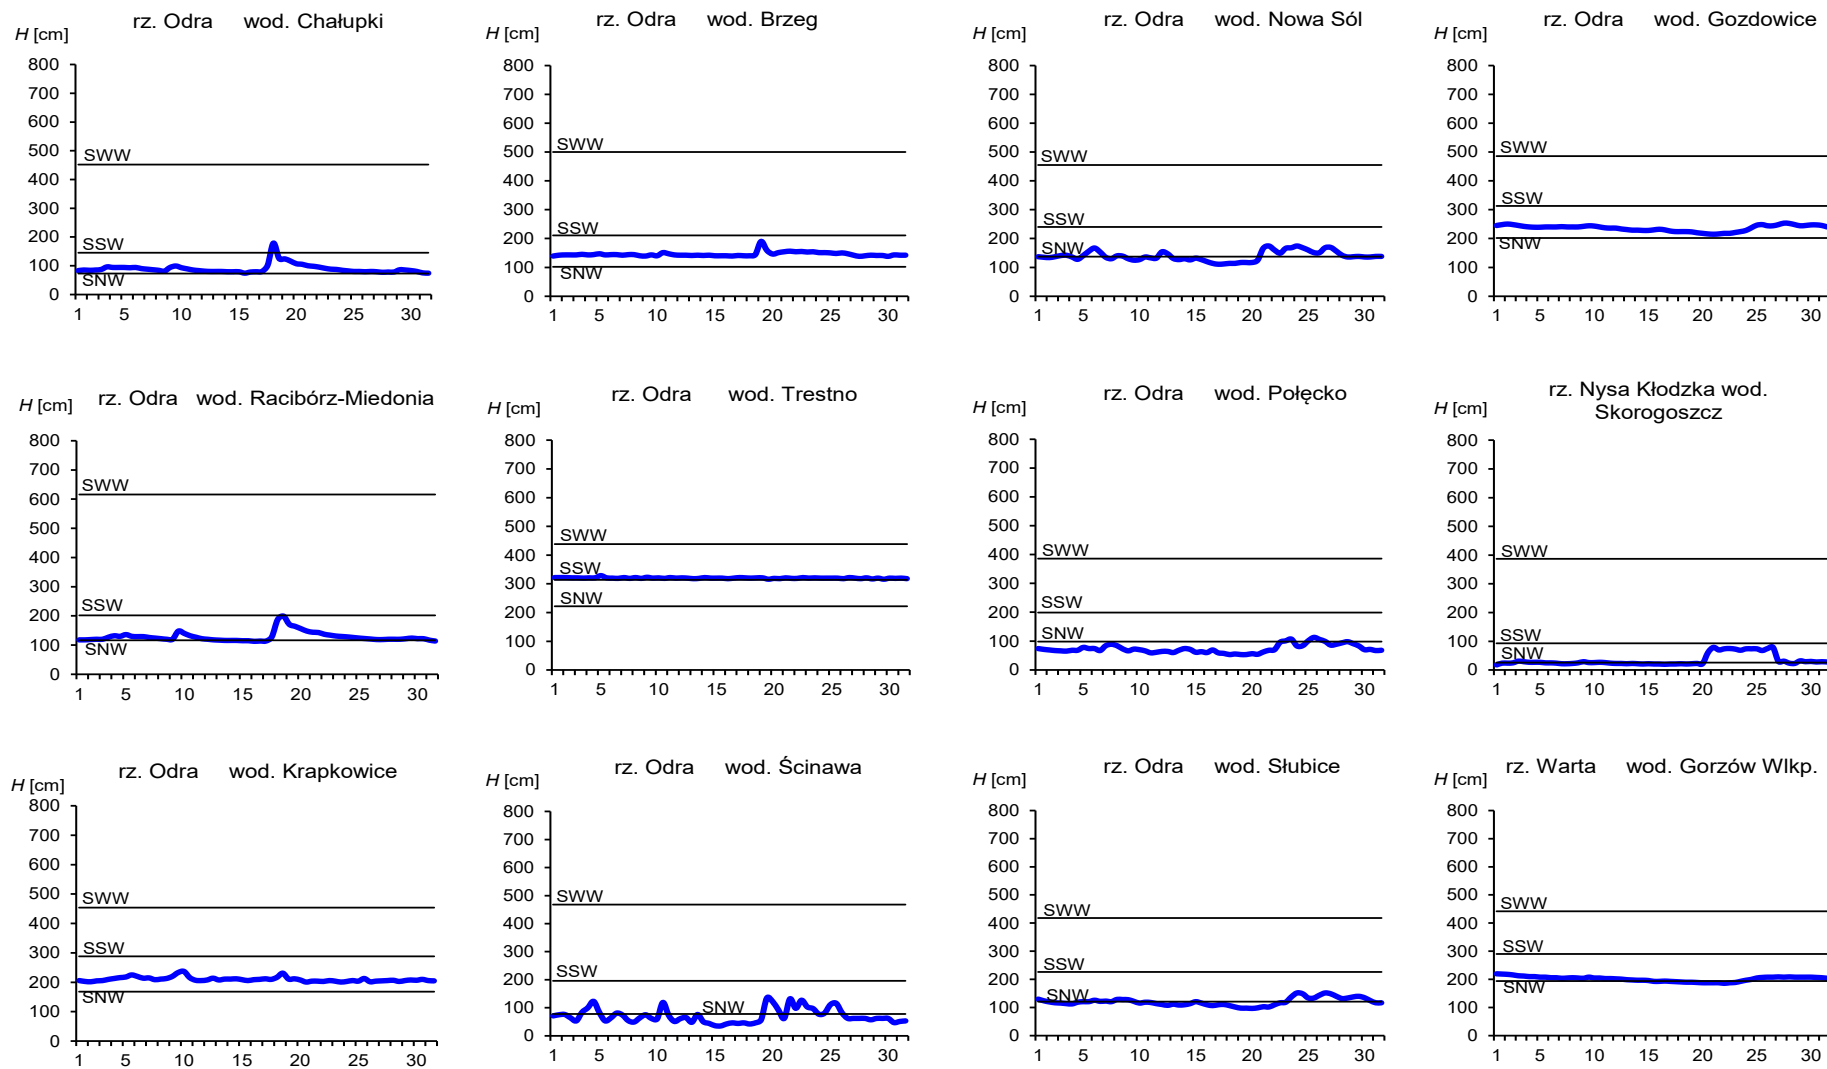 rz. Odra wod. Chałupki
H [cm]
800
700
600
500
400
300
200
100
0
SWW
SSW
SNW
1 5 10 15 20 25 30
rz. Odra wod. Brzeg
H [cm]
800
700
600
500
400
300
200
100
0
SWW
SSW
SNW
1 5 10 15 20 25 30
rz. Odra wod. Nowa Sól
H [cm]
800
700
600
500
400
300
200
100
0
SWW
SSW
SNW
1 5 10 15 20 25 30
rz. Odra wod. Gozdowice
H [cm]
800
700
600
500
400
300
200
100
0
SWW
SSW
SNW
1 5 10 15 20 25 30
rz. Odra wod. Racibórz-Miedonia
H [cm]
800
700
600
500
400
300
200
100
0
SWW
SSW
SNW
1 5 10 15 20 25 30
rz. Odra wod. Trestno
H [cm]
800
700
600
500
400
300
200
100
0
SWW
SSW
SNW
1 5 10 15 20 25 30
rz. Odra wod. Połęcko
H [cm]
800
700
600
500
400
300
200
100
0
SWW
SSW
SNW
1 5 10 15 20 25 30
rz. Nysa Kłodzka wod.
Skorogoszcz
H [cm]
800
700
600
500
400
300
200
100
0
SWW
SSW
SNW
1 5 10 15 20 25 30
rz. Odra wod. Krapkowice
H [cm]
800
700
600
500
400
300
200
100
0
SWW
SSW
SNW
1 5 10 15 20 25 30
rz. Odra wod. Ścinawa
H [cm]
800
700
600
500
400
300
200
100
0
SWW
SSW
SNW
1 5 10 15 20 25 30
rz. Odra wod. Słubice
H [cm]
800
700
600
500
400
300
200
100
0
SWW
SSW
SNW
1 5 10 15 20 25 30
rz. Warta wod. Gorzów Wlkp.
H [cm]
800
700
600
500
400
300
200
100
0
SWW
SSW
SNW
1 5 10 15 20 25 30